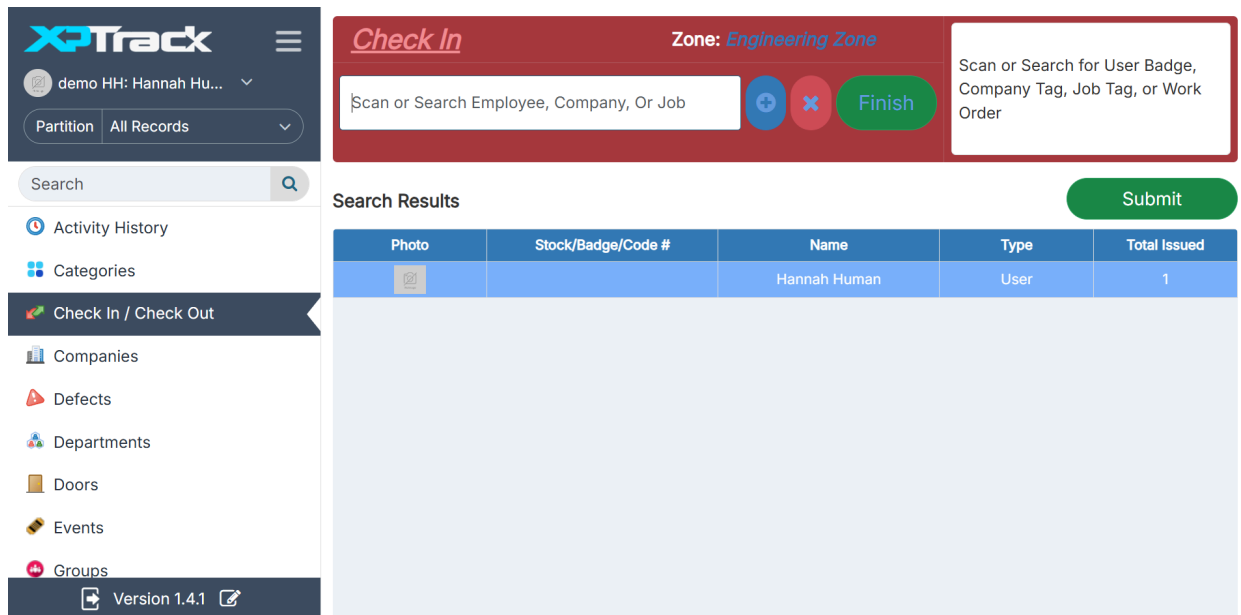 XPTrack
demo HH: Hannah Hu...
Partition All Records
Search
Activity History
Categories
Check In / Check Out
Companies
Defects
Departments
Doors
Events
Groups
Version 1.4.1
Check In
Zone: Engineering Zone
Scan or Search Employee, Company, Or Job
Finish
Scan or Search for User Badge,
Company Tag, Job Tag, or Work
Order
Search Results
Submit
Photo Stock/Badge/Code # Name Type Total Issued
Hannah Human User 1